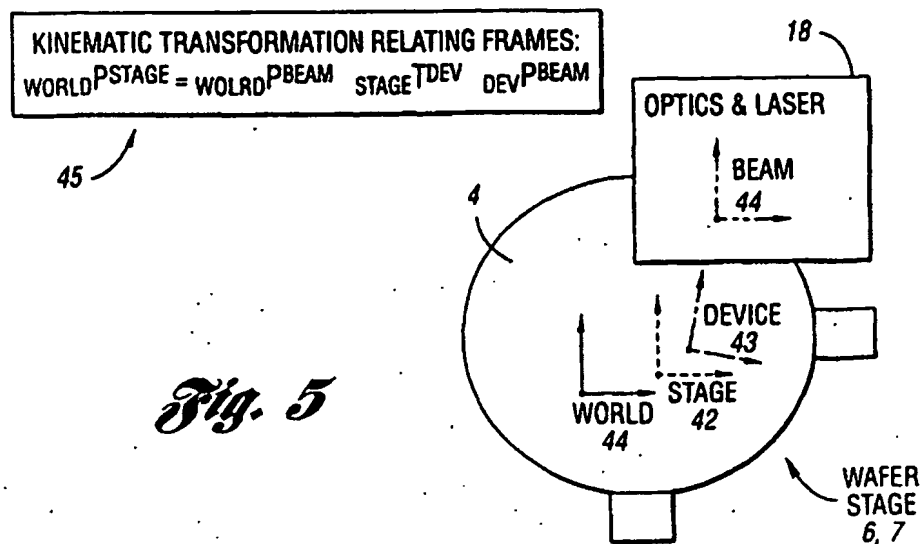 KINEMATIC TRANSFORMATION RELATING FRAMES:
WORLDPSTAGE = WOLRDPBEAM STAGETDEV DEVPBEAM
45
18
OPTICS & LASER
BEAM
44
4
DEVICE
43
STAGE
42
WORLD
44
Fig. 5
WAFER
STAGE
6, 7